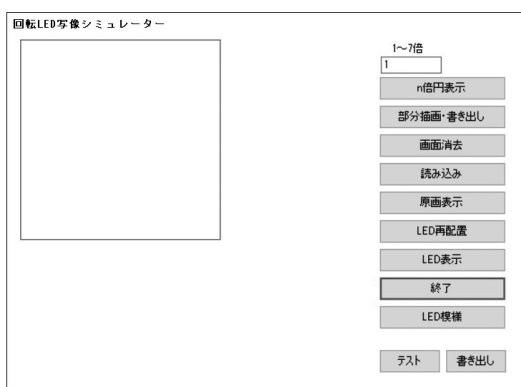 回転LED写像シミュレーター
1～7倍
1
n倍円表示
部分描画・書き出し
画面消去
読み込み
原画表示
LED再配置
LED表示
終了
LED模様
テスト 書き出し